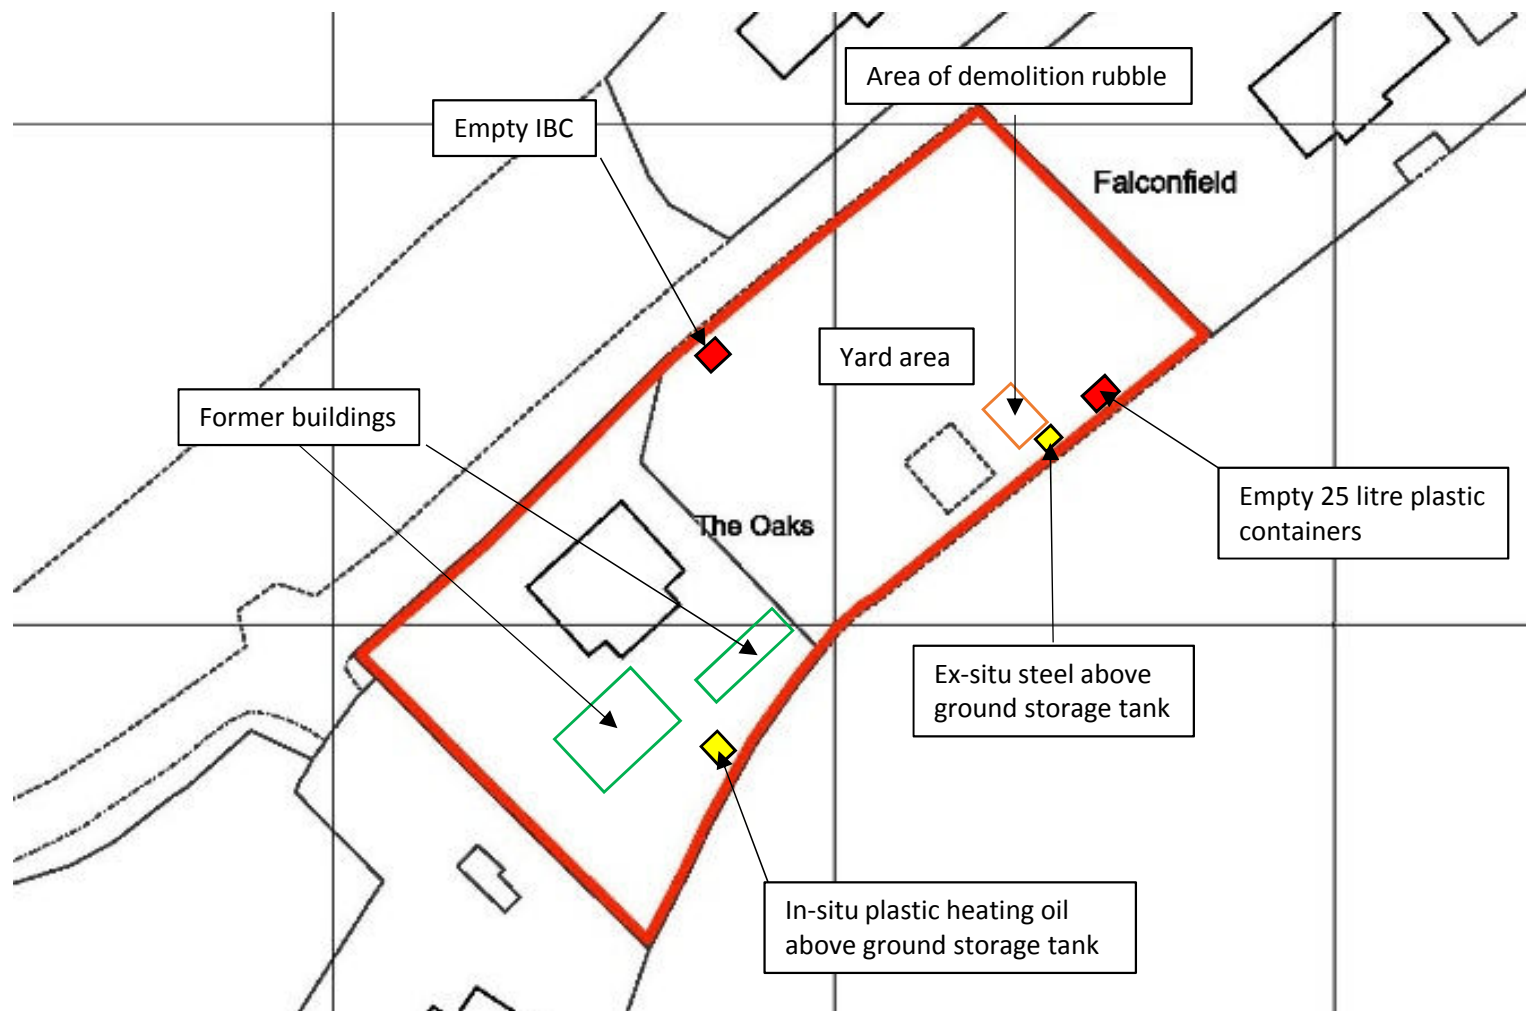 Area of demolition rubble
Empty IBC
Falconfield
Yard area
Former buildings
Empty 25 litre plastic
containers
The Oaks
Ex-situ steel above
ground storage tank
In-situ plastic heating oil
above ground storage tank